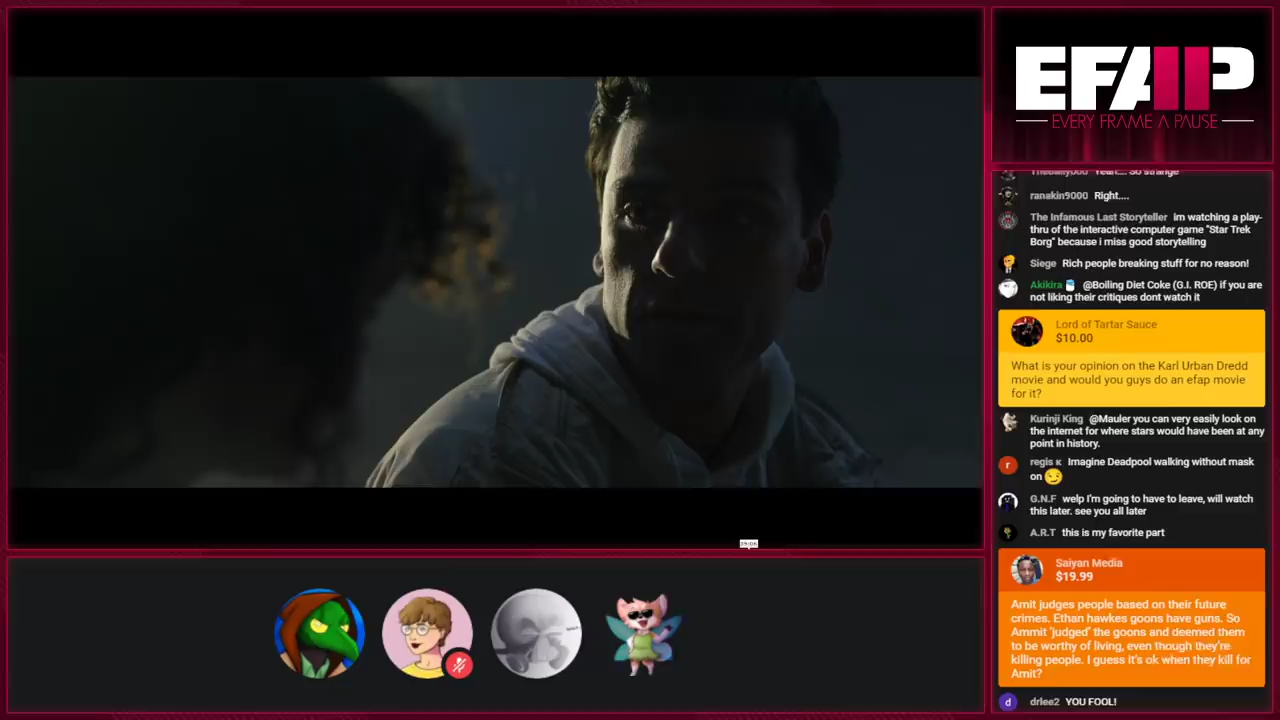 EFAP
EVERY FRAME A PAUSE
Yeah.... So strange
ranakin9000 Right....
The Infamous Last Storyteller im watching a play-
thru of the interactive computer game "Star Trek
Borg" because i miss good storytelling
Siege Rich people breaking stuff for no reason!
Akikira @Boiling Diet Coke (G.I. ROE) if you are
not liking their critiques dont watch it
Lord of Tartar Sauce
$10.00
What is your opinion on the Karl Urban Dredd
movie and would you guys do an efap movie
for it?
Kurinji King @Mauler you can very easily look on
the internet for where stars would have been at any
point in history.
regis κ Imagine Deadpool walking without mask
on
G.N.F welp I'm going to have to leave, will watch
this later. see you all later
A.R.T this is my favorite part
Saiyan Media
$19.99
Amit judges people based on their future
crimes. Ethan hawkes goons have guns. So
Ammit 'judged' the goons and deemed them
to be worthy of living, even though they're
killing people. I guess it's ok when they kill for
Amit?
r
d
drlee2 YOU FOOL!